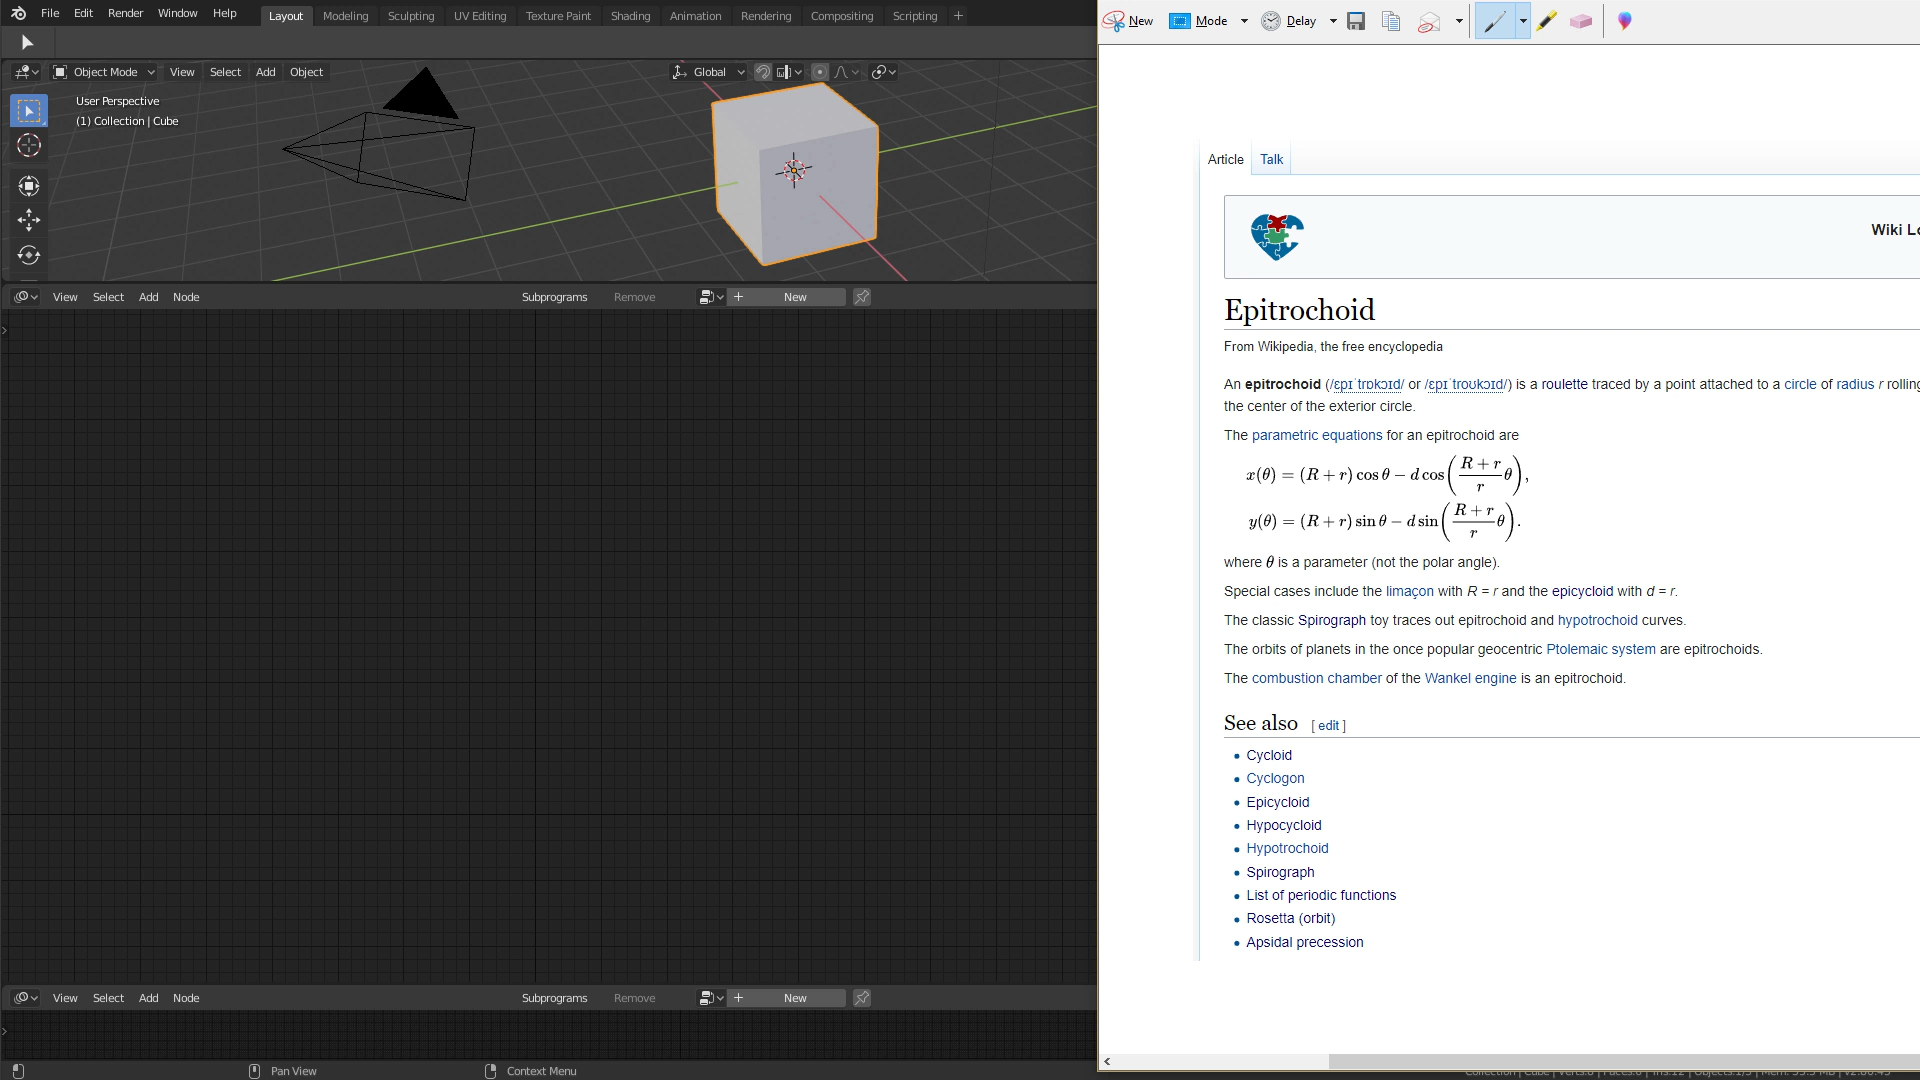 File Edit Render Window Help Layout Modeling Sculpting UV Editing Texture Paint Shading Animation Rendering Compositing Scripting +
Object Mode View Select Add Object Global
User Perspective
(1) Collection | Cube
View Select Add Node Subprograms Remove + New
View Select Add Node Subprograms Remove + New
Pan View Context Menu
New Mode Delay
Article Talk
Wiki Lo
Epitrochoid
From Wikipedia, the free encyclopedia
An epitrochoid (/ɛpɪˈtrɒkɔɪd/ or /ɛpɪˈtroʊkɔɪd/) is a roulette traced by a point attached to a circle of radius r rolling
the center of the exterior circle.
The parametric equations for an epitrochoid are
x(θ) = (R + r) cos θ − d cos((R + r)/r θ),
y(θ) = (R + r) sin θ − d sin((R + r)/r θ).
where θ is a parameter (not the polar angle).
Special cases include the limaçon with R = r and the epicycloid with d = r.
The classic Spirograph toy traces out epitrochoid and hypotrochoid curves.
The orbits of planets in the once popular geocentric Ptolemaic system are epitrochoids.
The combustion chamber of the Wankel engine is an epitrochoid.
See also [ edit ]
• Cycloid
• Cyclogon
• Epicycloid
• Hypocycloid
• Hypotrochoid
• Spirograph
• List of periodic functions
• Rosetta (orbit)
• Apsidal precession